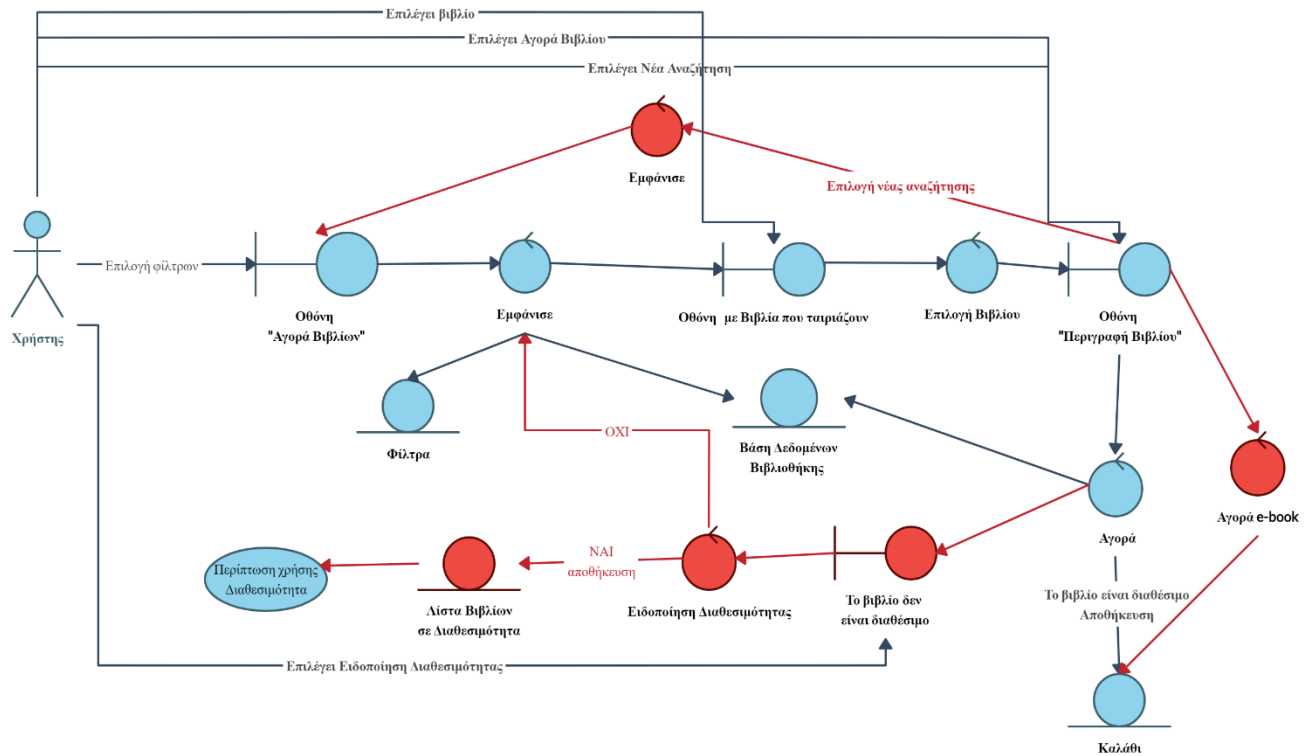 Επιλέγει βιβλίο
Επιλέγει Αγορά Βιβλίου
Επιλέγει Νέα Αναζήτηση
Εμφάνισε
Επιλογή νέας αναζήτησης
Επιλογή φίλτρων
Χρήστης
Οθόνη
"Αγορά Βιβλίων"
Εμφάνισε
Οθόνη με Βιβλία που ταιριάζουν
Επιλογή Βιβλίου
Οθόνη
"Περιγραφή Βιβλίου"
Φίλτρα
ΟΧΙ
Βάση Δεδομένων
Βιβλιοθήκης
Αγορά
Αγορά e-book
Περίπτωση χρήσης
Διαθεσιμότητα
ΝΑΙ
αποθήκευση
Λίστα Βιβλίων
σε Διαθεσιμότητα
Ειδοποίηση Διαθεσιμότητας
Το βιβλίο δεν
είναι διαθέσιμο
Το βιβλίο είναι διαθέσιμο
Αποθήκευση
Επιλέγει Ειδοποίηση Διαθεσιμότητας
Καλάθι